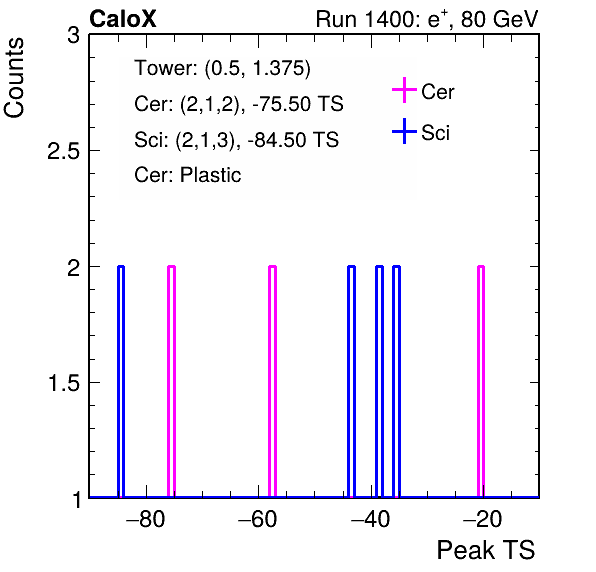 CaloX Run 1400: e⁺, 80 GeV
Counts
Tower: (0.5, 1.375)
Cer: (2,1,2), -75.50 TS
Sci: (2,1,3), -84.50 TS
Cer: Plastic
Cer
Sci
3
2.5
2
1.5
1
−80 −60 −40 −20
Peak TS